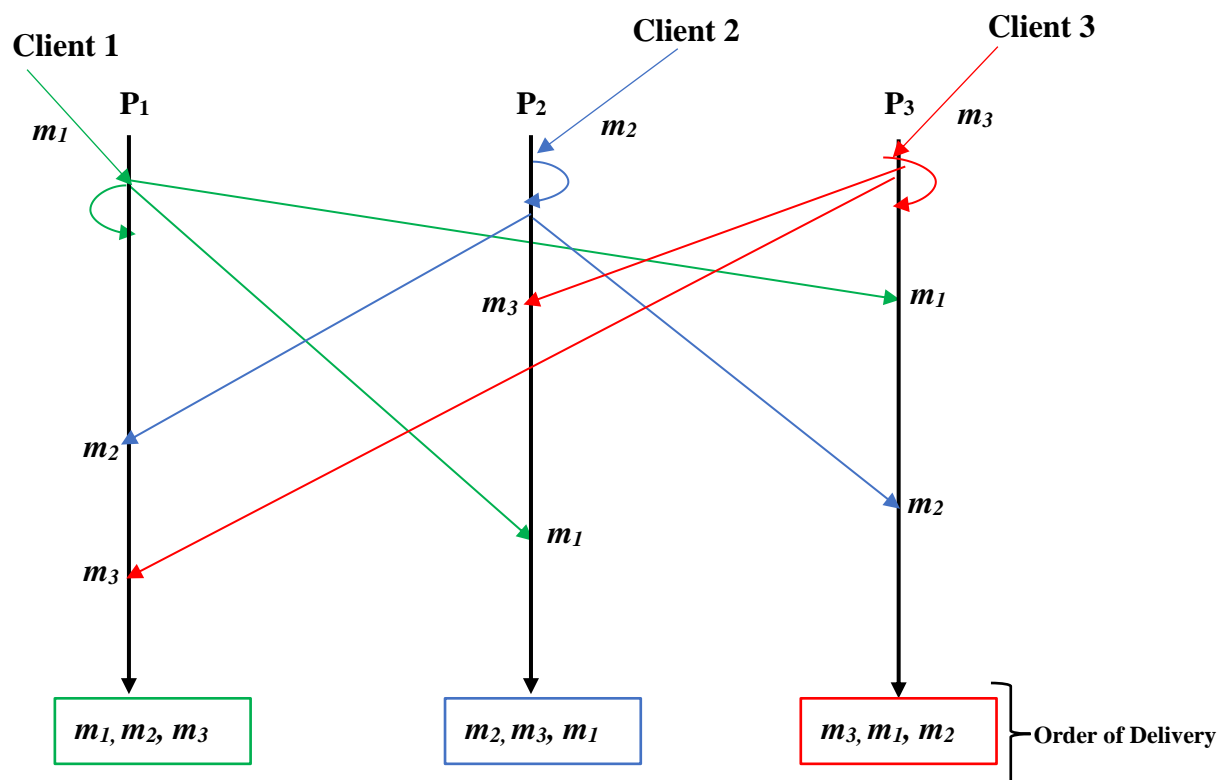 Client 1
Client 2
Client 3
P1
P2
P3
m1
m2
m3
m3
m1
m2
m2
m1
m3
m1, m2, m3
m2, m3, m1
m3, m1, m2
Order of Delivery